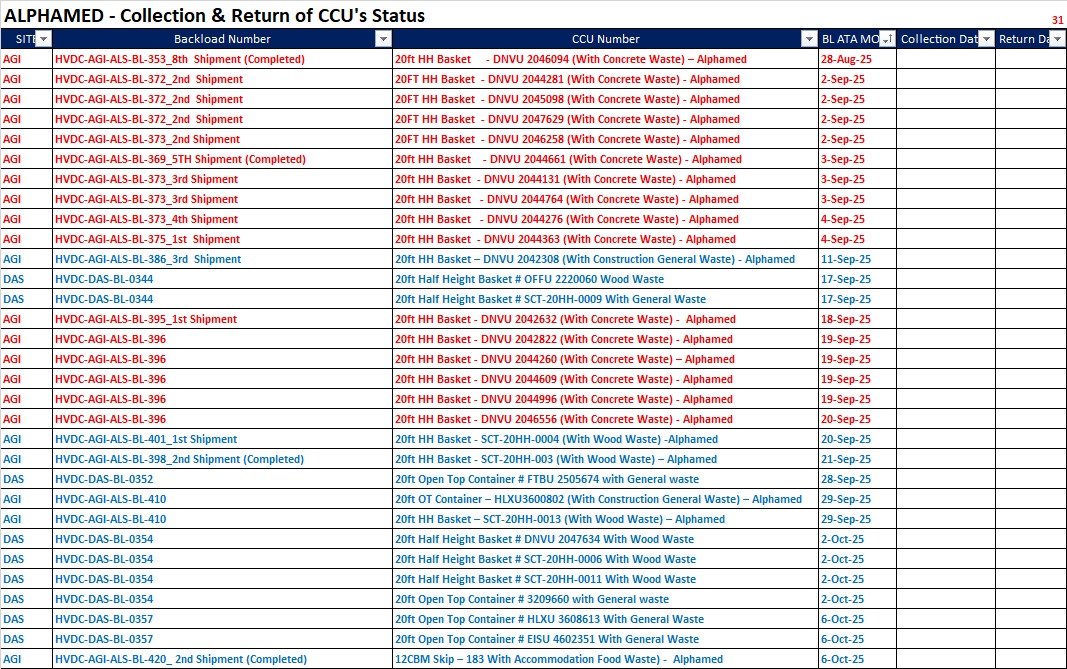 ALPHAMED - Collection & Return of CCU's Status
31
SITE Backload Number CCU Number BL ATA MO Collection Dat Return Da
AGI HVDC-AGI-ALS-BL-353_8th Shipment (Completed) 20ft HH Basket - DNVU 2046094 (With Concrete Waste) – Alphamed 28-Aug-25
AGI HVDC-AGI-ALS-BL-372_2nd Shipment 20FT HH Basket - DNVU 2044281 (With Concrete Waste) - Alphamed 2-Sep-25
AGI HVDC-AGI-ALS-BL-372_2nd Shipment 20FT HH Basket - DNVU 2045098 (With Concrete Waste) - Alphamed 2-Sep-25
AGI HVDC-AGI-ALS-BL-372_2nd Shipment 20FT HH Basket - DNVU 2047629 (With Concrete Waste) - Alphamed 2-Sep-25
AGI HVDC-AGI-ALS-BL-373_2nd Shipment 20FT HH Basket - DNVU 2046258 (With Concrete Waste) - Alphamed 2-Sep-25
AGI HVDC-AGI-ALS-BL-369_5TH Shipment (Completed) 20ft HH Basket - DNVU 2044661 (With Concrete Waste) - Alphamed 3-Sep-25
AGI HVDC-AGI-ALS-BL-373_3rd Shipment 20ft HH Basket - DNVU 2044131 (With Concrete Waste) - Alphamed 3-Sep-25
AGI HVDC-AGI-ALS-BL-373_3rd Shipment 20ft HH Basket - DNVU 2044764 (With Concrete Waste) - Alphamed 3-Sep-25
AGI HVDC-AGI-ALS-BL-373_4th Shipment 20ft HH Basket - DNVU 2044276 (With Concrete Waste) - Alphamed 4-Sep-25
AGI HVDC-AGI-ALS-BL-375_1st Shipment 20ft HH Basket - DNVU 2044363 (With Concrete Waste) - Alphamed 4-Sep-25
AGI HVDC-AGI-ALS-BL-386_3rd Shipment 20ft HH Basket – DNVU 2042308 (With Construction General Waste) - Alphamed 11-Sep-25
DAS HVDC-DAS-BL-0344 20ft Half Height Basket # OFFU 2220060 Wood Waste 17-Sep-25
DAS HVDC-DAS-BL-0344 20ft Half Height Basket # SCT-20HH-0009 With General Waste 17-Sep-25
AGI HVDC-AGI-ALS-BL-395_1st Shipment 20ft HH Basket - DNVU 2042632 (With Concrete Waste) - Alphamed 18-Sep-25
AGI HVDC-AGI-ALS-BL-396 20ft HH Basket - DNVU 2042822 (With Concrete Waste) - Alphamed 19-Sep-25
AGI HVDC-AGI-ALS-BL-396 20ft HH Basket - DNVU 2044260 (With Concrete Waste) – Alphamed 19-Sep-25
AGI HVDC-AGI-ALS-BL-396 20ft HH Basket - DNVU 2044609 (With Concrete Waste) - Alphamed 19-Sep-25
AGI HVDC-AGI-ALS-BL-396 20ft HH Basket - DNVU 2044996 (With Concrete Waste) - Alphamed 19-Sep-25
AGI HVDC-AGI-ALS-BL-396 20ft HH Basket - DNVU 2046556 (With Concrete Waste) - Alphamed 20-Sep-25
AGI HVDC-AGI-ALS-BL-401_1st Shipment 20ft HH Basket - SCT-20HH-0004 (With Wood Waste) -Alphamed 20-Sep-25
AGI HVDC-AGI-ALS-BL-398_2nd Shipment (Completed) 20ft HH Basket - SCT-20HH-003 (With Wood Waste) – Alphamed 21-Sep-25
DAS HVDC-DAS-BL-0352 20ft Open Top Container # FTBU 2505674 with General waste 28-Sep-25
AGI HVDC-AGI-ALS-BL-410 20ft OT Container – HLXU3600802 (With Construction General Waste) – Alphamed 29-Sep-25
AGI HVDC-AGI-ALS-BL-410 20ft HH Basket – SCT-20HH-0013 (With Wood Waste) – Alphamed 29-Sep-25
DAS HVDC-DAS-BL-0354 20ft Half Height Basket # DNVU 2047634 With Wood Waste 2-Oct-25
DAS HVDC-DAS-BL-0354 20ft Half Height Basket # SCT-20HH-0006 With Wood Waste 2-Oct-25
DAS HVDC-DAS-BL-0354 20ft Half Height Basket # SCT-20HH-0011 With Wood Waste 2-Oct-25
DAS HVDC-DAS-BL-0354 20ft Open Top Container # 3209660 with General waste 2-Oct-25
DAS HVDC-DAS-BL-0357 20ft Open Top Container # HLXU 3608613 With General Waste 6-Oct-25
DAS HVDC-DAS-BL-0357 20ft Open Top Container # EISU 4602351 With General Waste 6-Oct-25
AGI HVDC-AGI-ALS-BL-420_ 2nd Shipment (Completed) 12CBM Skip – 183 With Accommodation Food Waste) - Alphamed 6-Oct-25